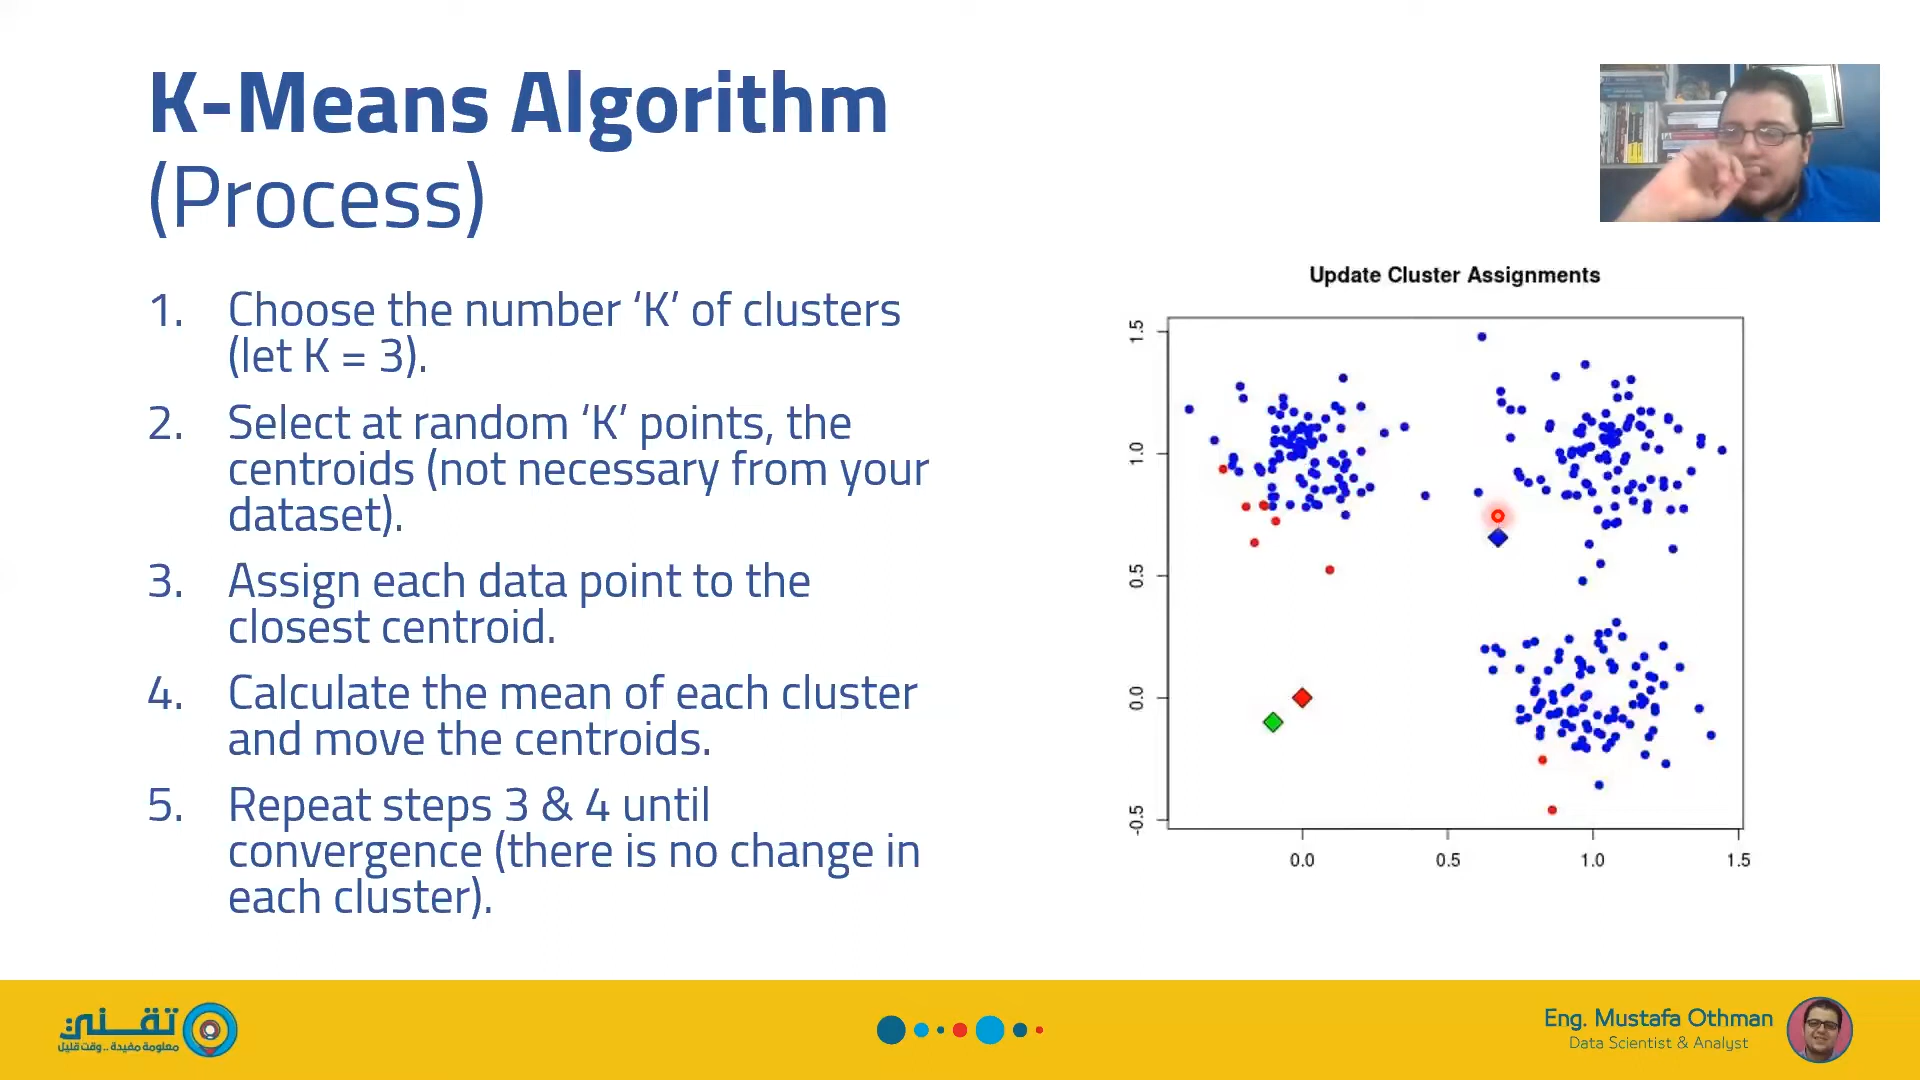 K-Means Algorithm
(Process)
1. Choose the number ‘K’ of clusters
(let K = 3).
2. Select at random ‘K’ points, the
centroids (not necessary from your
dataset).
3. Assign each data point to the
closest centroid.
4. Calculate the mean of each cluster
and move the centroids.
5. Repeat steps 3 & 4 until
convergence (there is no change in
each cluster).
Update Cluster Assignments
1.5
1.0
0.5
0.0
-0.5
0.0 0.5 1.0 1.5
تقني
معلومة مفيدة .. وقت قليل
Eng. Mustafa Othman
Data Scientist & Analyst